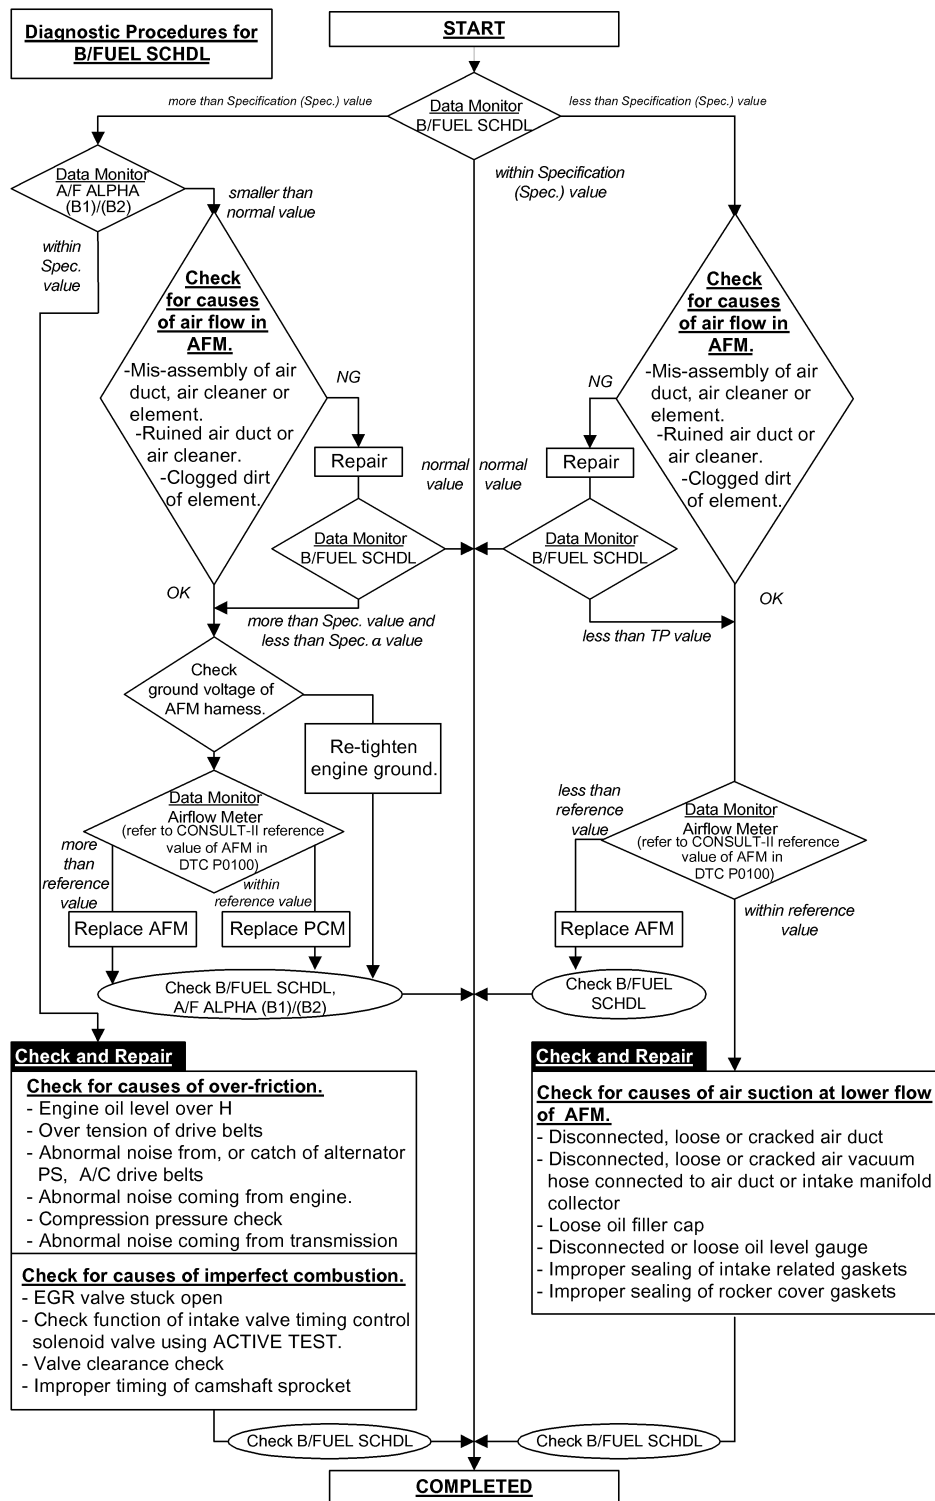 Diagnostic Procedures for
B/FUEL SCHDL
START
more than Specification (Spec.) value
Data Monitor
B/FUEL SCHDL
less than Specification (Spec.) value
within Specification
(Spec.) value
Data Monitor
A/F ALPHA
(B1)/(B2)
smaller than
normal value
within
Spec.
value
Check
for causes
of air flow in
AFM.
-Mis-assembly of air
duct, air cleaner or
element.
-Ruined air duct or
air cleaner.
-Clogged dirt
of element.
NG
Repair
normal
value
Data Monitor
B/FUEL SCHDL
OK
more than Spec. value and
less than Spec. α value
Check
for causes
of air flow in
AFM.
-Mis-assembly of air
duct, air cleaner or
element.
-Ruined air duct or
air cleaner.
-Clogged dirt
of element.
NG
Repair
normal
value
Data Monitor
B/FUEL SCHDL
OK
less than TP value
Check
ground voltage of
AFM harness.
Re-tighten
engine ground.
Data Monitor
Airflow Meter
(refer to CONSULT-II reference
value of AFM in
DTC P0100)
more
than
reference
value
within
reference value
Replace AFM
Replace PCM
Check B/FUEL SCHDL,
A/F ALPHA (B1)/(B2)
less than
reference
value
Data Monitor
Airflow Meter
(refer to CONSULT-II reference
value of AFM in
DTC P0100)
within reference
value
Replace AFM
Check B/FUEL
SCHDL
Check and Repair
Check for causes of over-friction.
- Engine oil level over H
- Over tension of drive belts
- Abnormal noise from, or catch of alternator
PS, A/C drive belts
- Abnormal noise coming from engine.
- Compression pressure check
- Abnormal noise coming from transmission
Check for causes of imperfect combustion.
- EGR valve stuck open
- Check function of intake valve timing control
solenoid valve using ACTIVE TEST.
- Valve clearance check
- Improper timing of camshaft sprocket
Check and Repair
Check for causes of air suction at lower flow
of AFM.
- Disconnected, loose or cracked air duct
- Disconnected, loose or cracked air vacuum
hose connected to air duct or intake manifold
collector
- Loose oil filler cap
- Disconnected or loose oil level gauge
- Improper sealing of intake related gaskets
- Improper sealing of rocker cover gaskets
Check B/FUEL SCHDL
Check B/FUEL SCHDL
COMPLETED